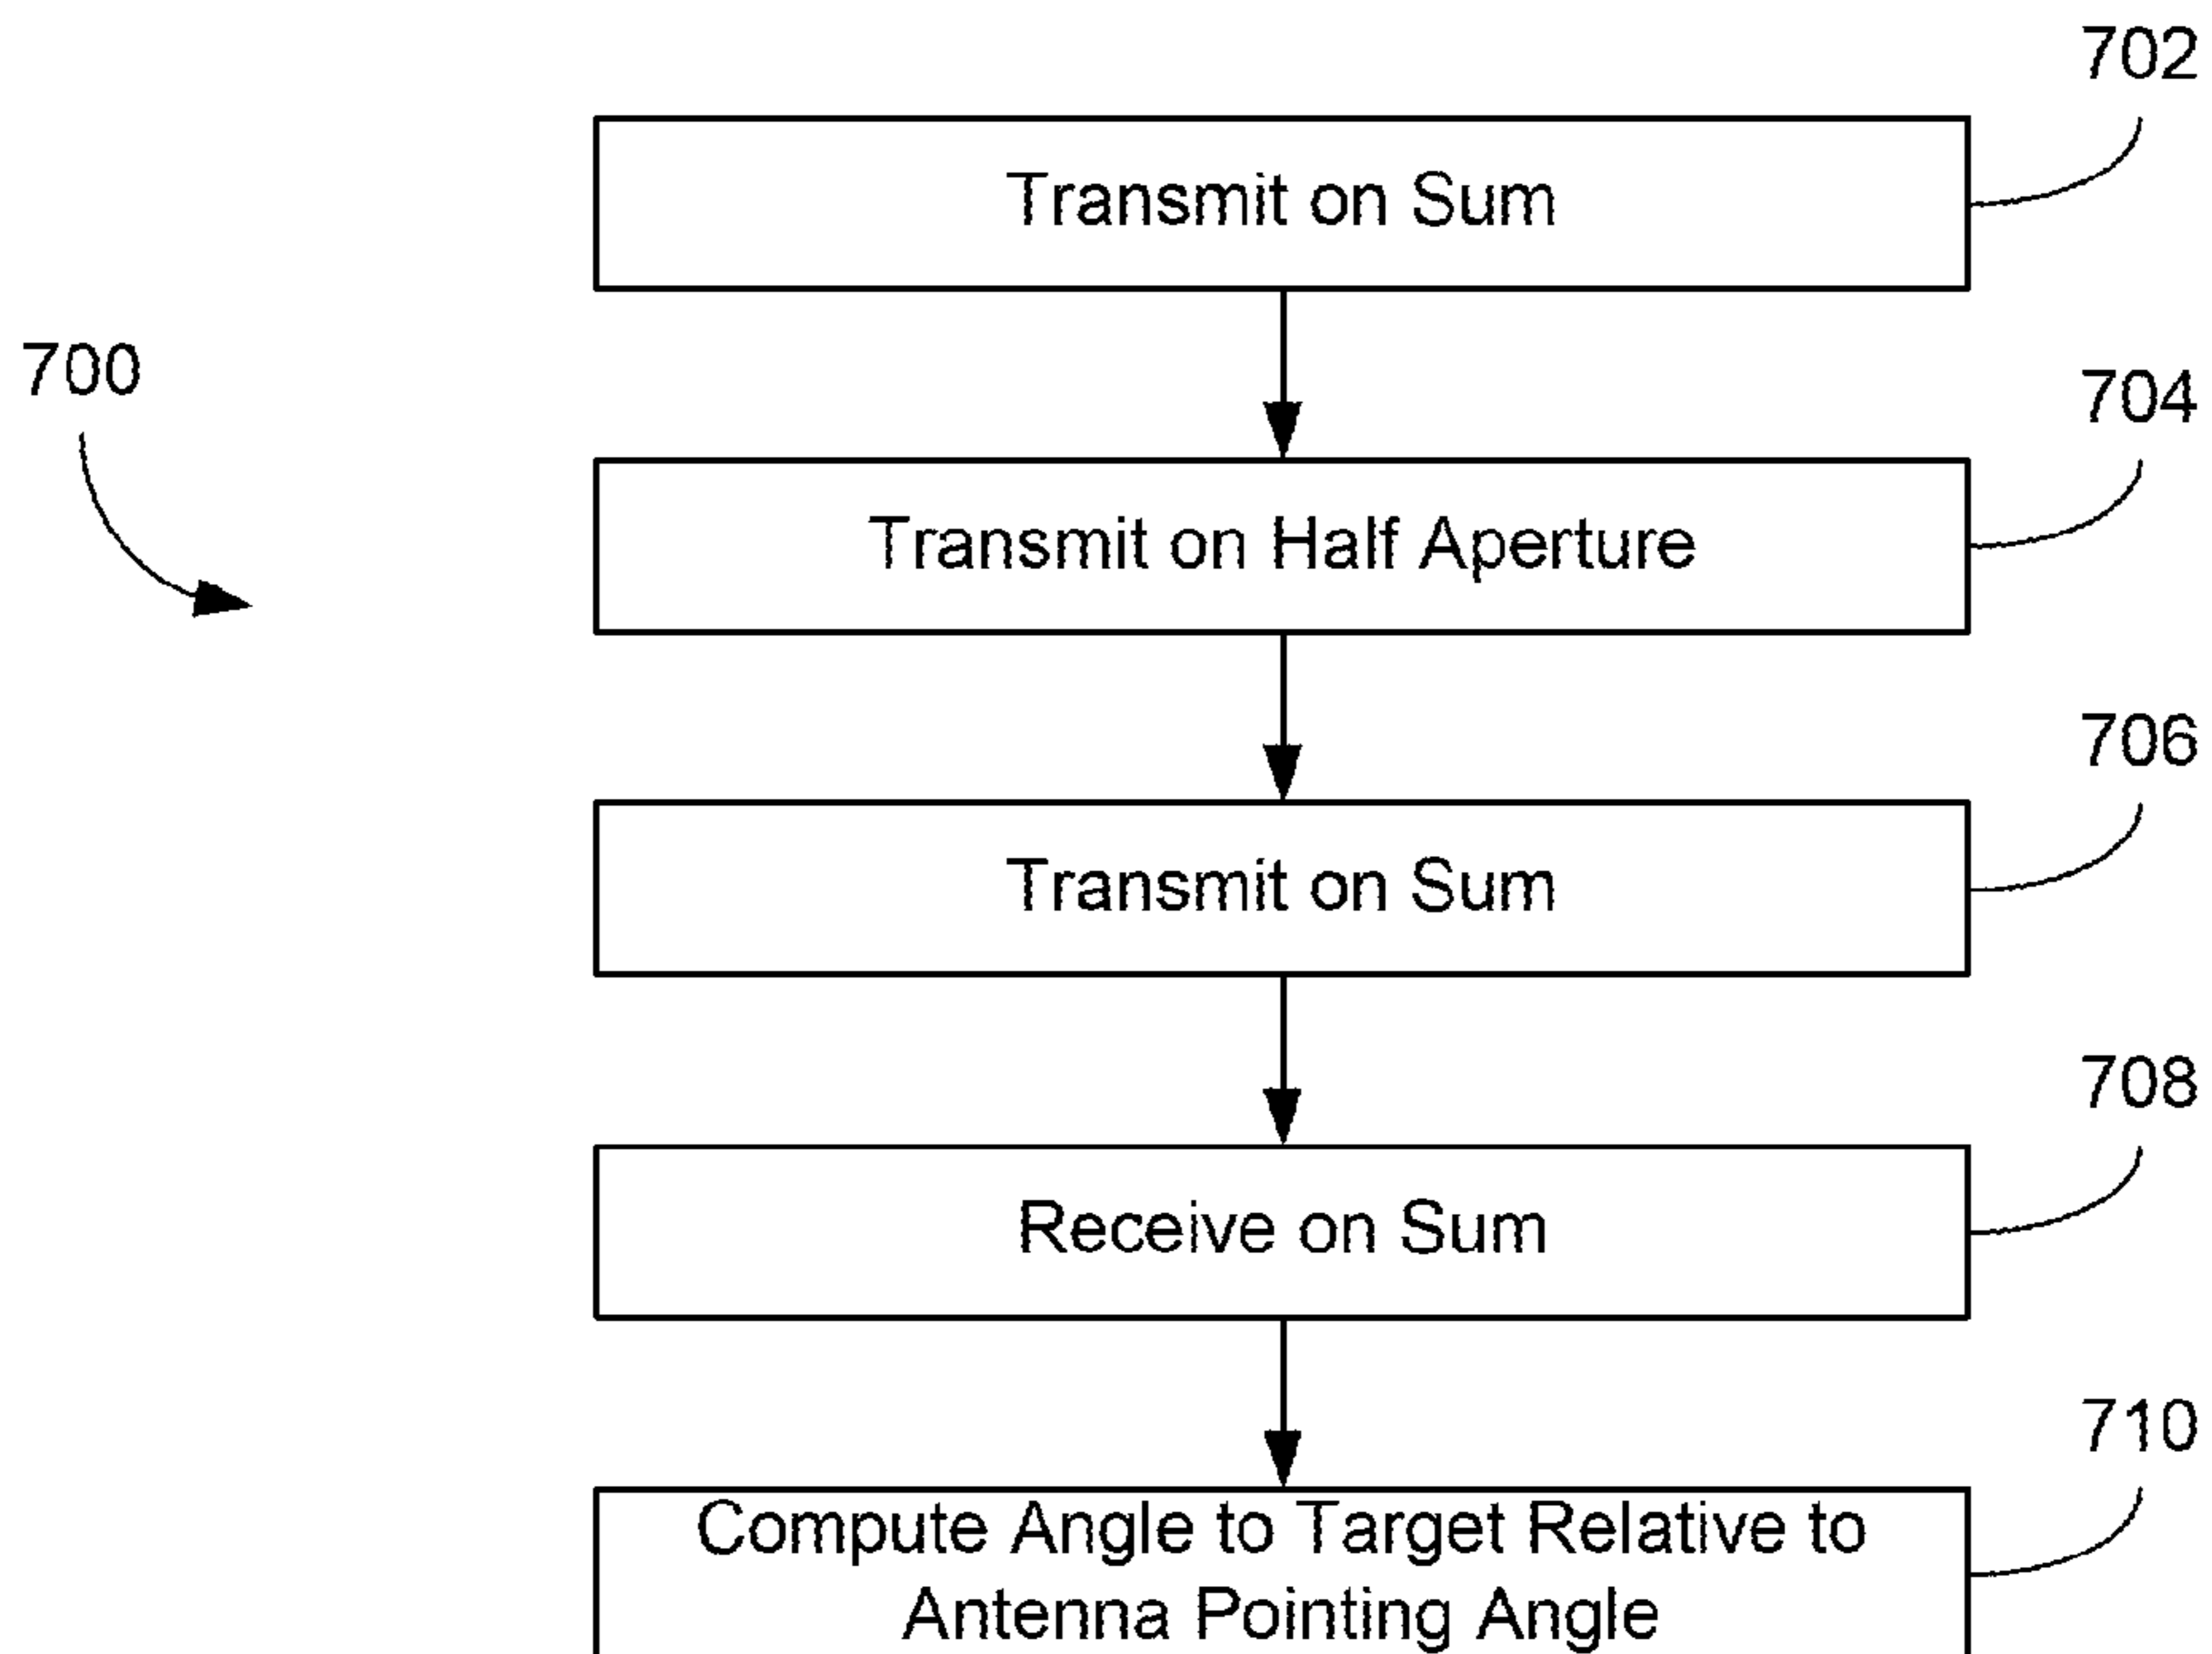 702
Transmit on Sum
700
704
Transmit on Half Aperture
706
Transmit on Sum
708
Receive on Sum
710
Compute Angle to Target Relative to
Antenna Pointing Angle